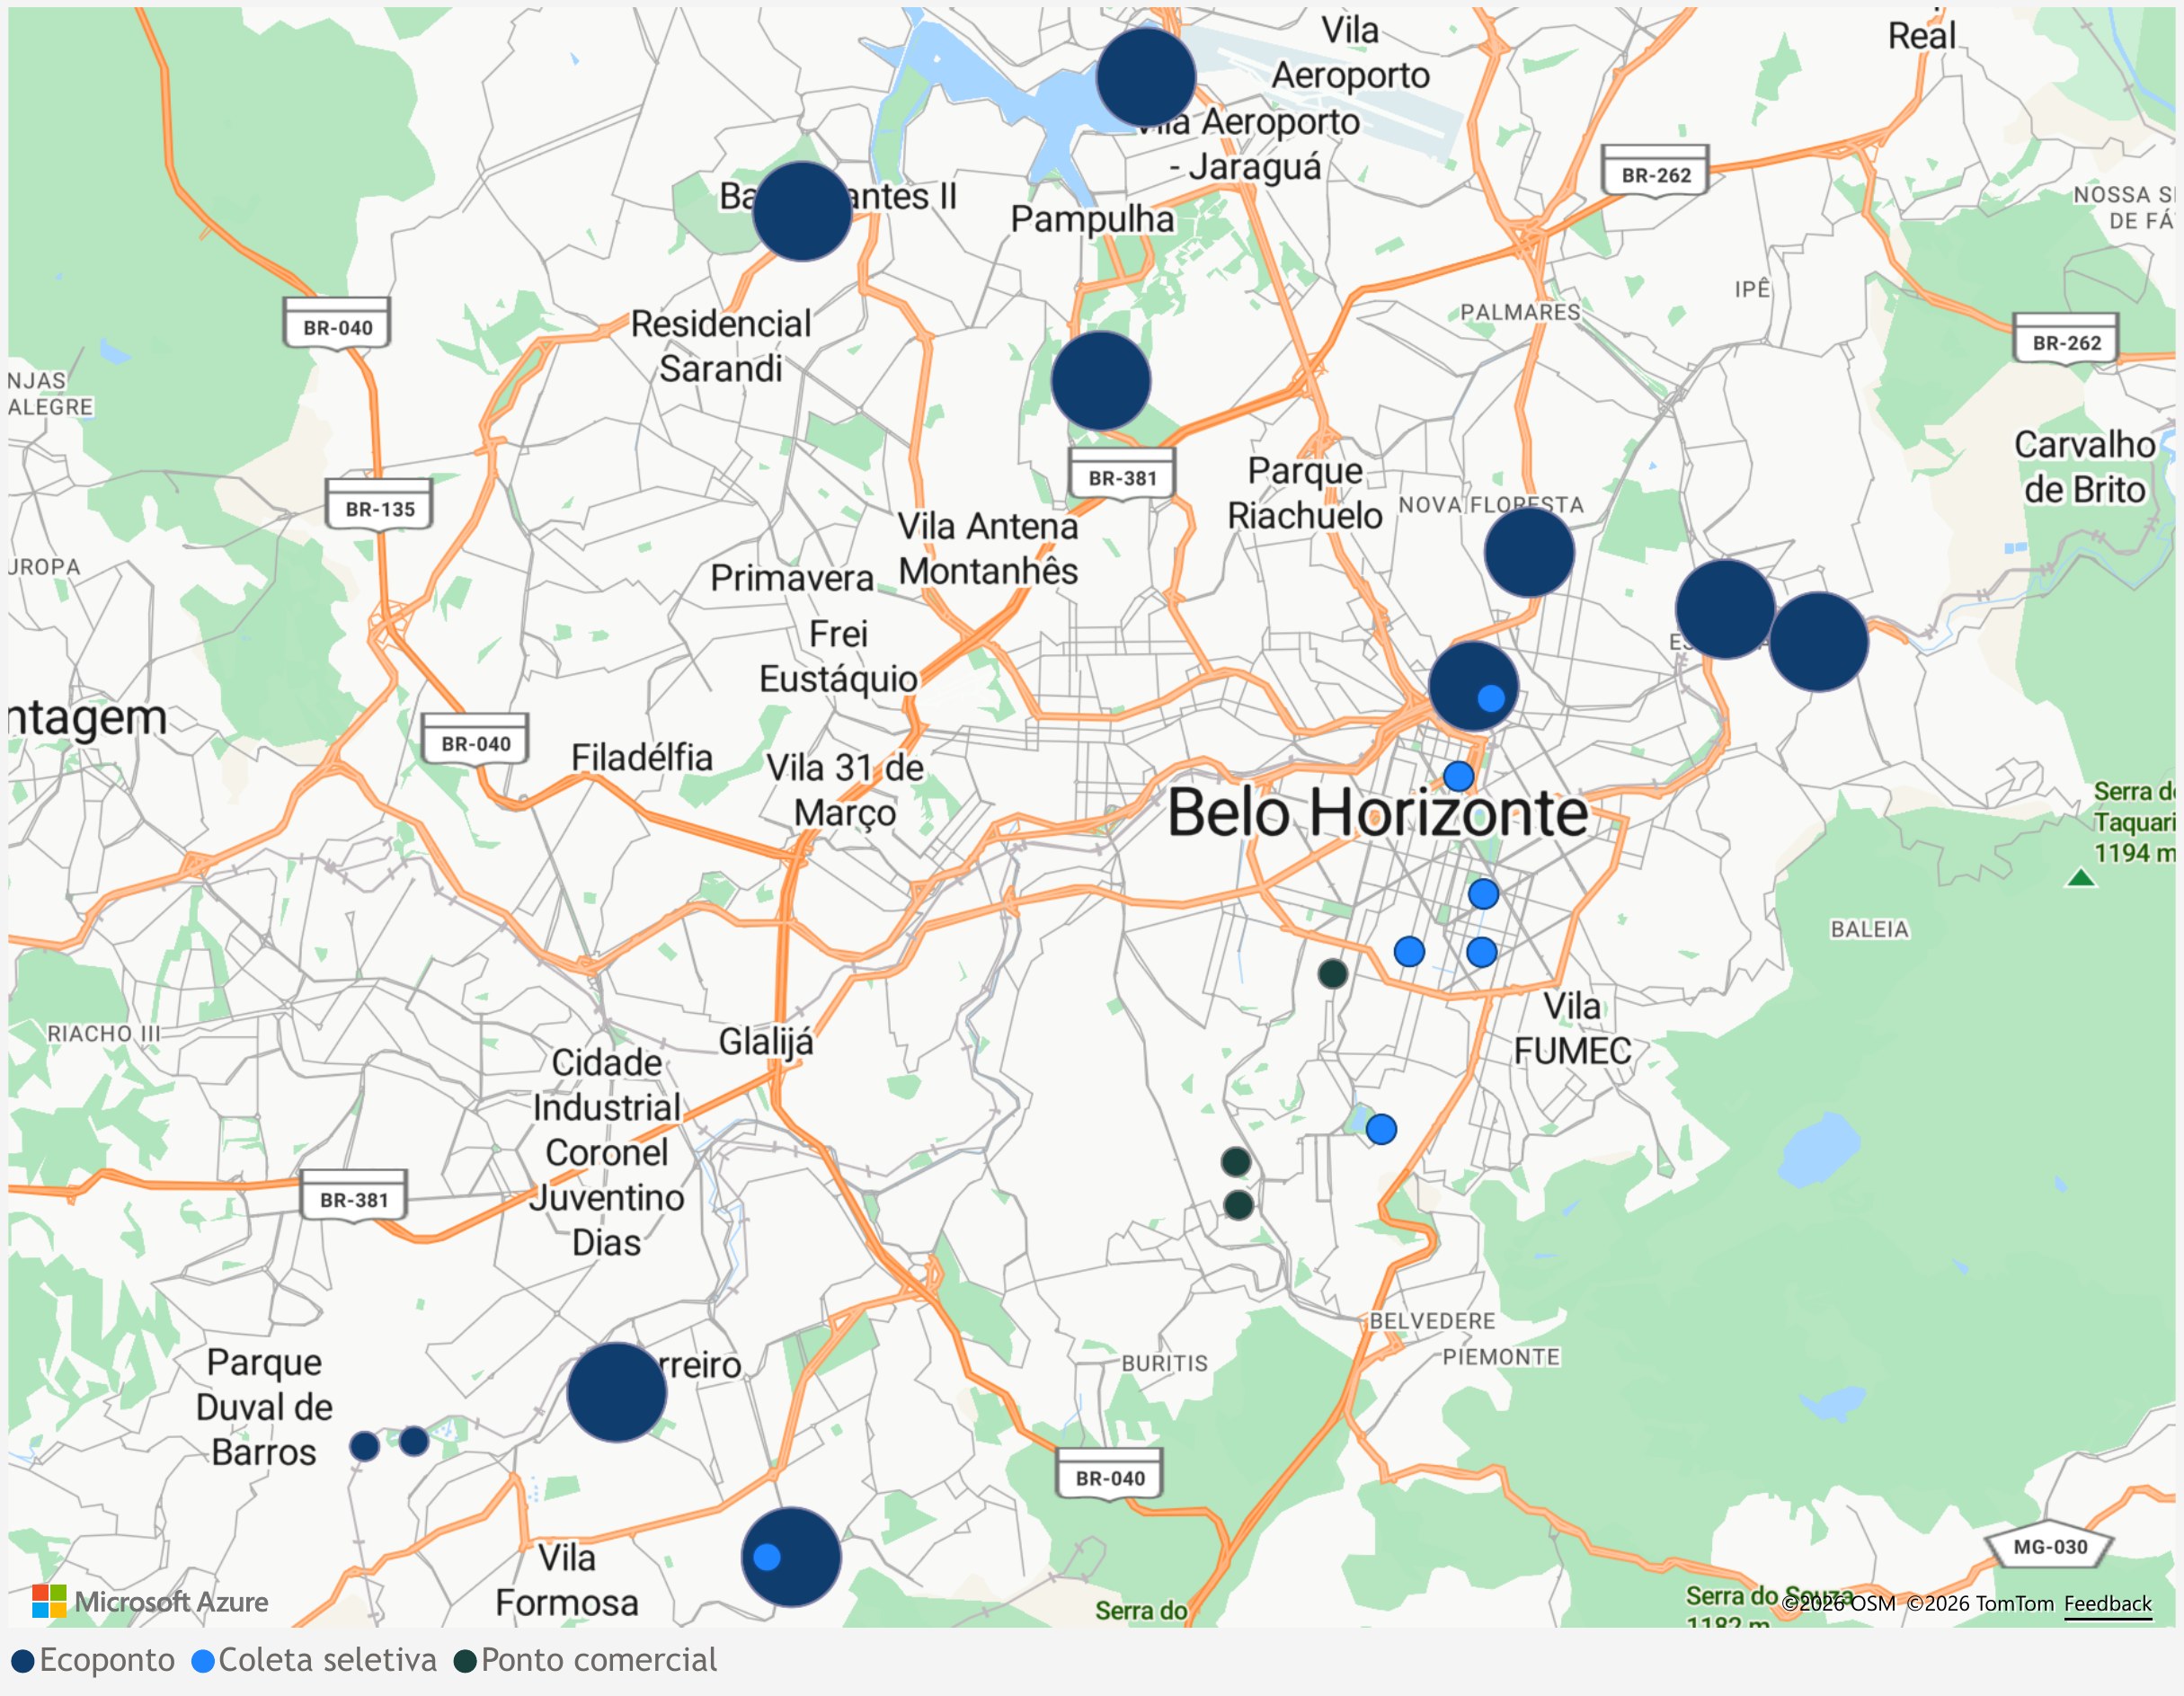 Vila
Aeroporto
Real
Vila Aeroporto
- Jaraguá
BR-262
NOSSA
DE
Pampulha
IPÊ
PALMARES
BR-040
Residencial
Sarandi
BR-262
NJAS
ALEGRE
Carvalho
de Brito
BR-381
Parque
Riachuelo
BR-135
NOVA FLORESTA
Vila Antena
Montanhês
UROPA
Primavera
Frei
Eustáquio
ntagem
BR-040
Filadélfia
Vila 31 de
Março
Belo Horizonte
Serra do
Taquari
1194 m
BALEIA
Vila
FUMEC
RIACHO III
Glalijá
Cidade
Industrial
Coronel
Juventino
Dias
BR-381
BELVEDERE
PIEMONTE
BURITIS
rreiro
Parque
Duval de
Barros
BR-040
MG-030
Vila
Formosa
Serra do
Serra do Souza
1182 m
Microsoft Azure
©2026 OSM ©2026 TomTom Feedback
Ecoponto Coleta seletiva Ponto comercial